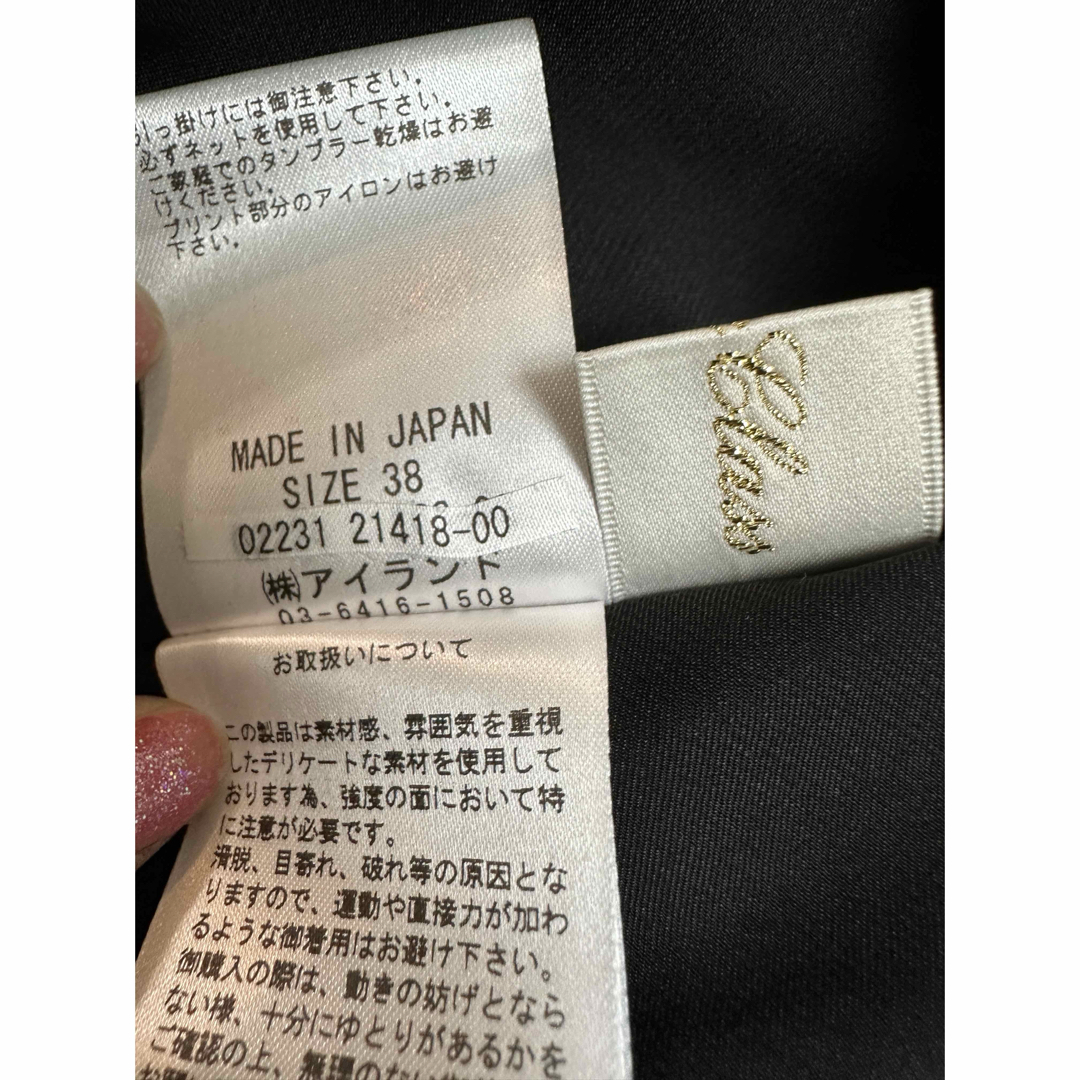 引っ掛けには御注意下さい。
必ずネットを使用して下さい。
ご家庭でのタンブラー乾燥はお避
けください。
プリント部分のアイロンはお避け
下さい。
MADE IN JAPAN
SIZE 38
02231 21418-00
㈱アイランド
03-6416-1508
お取扱いについて
この製品は素材感、雰囲気を重視
したデリケートな素材を使用して
おります為、強度の面において特
に注意が必要です。
滑脱、目寄れ、破れ等の原因とな
りますので、運動や直接力が加わ
るような御着用はお避け下さい。
御購入の際は、動きの妨げとなら
ない様、十分にゆとりがあるかを
ご確認の上、無理のない
Class